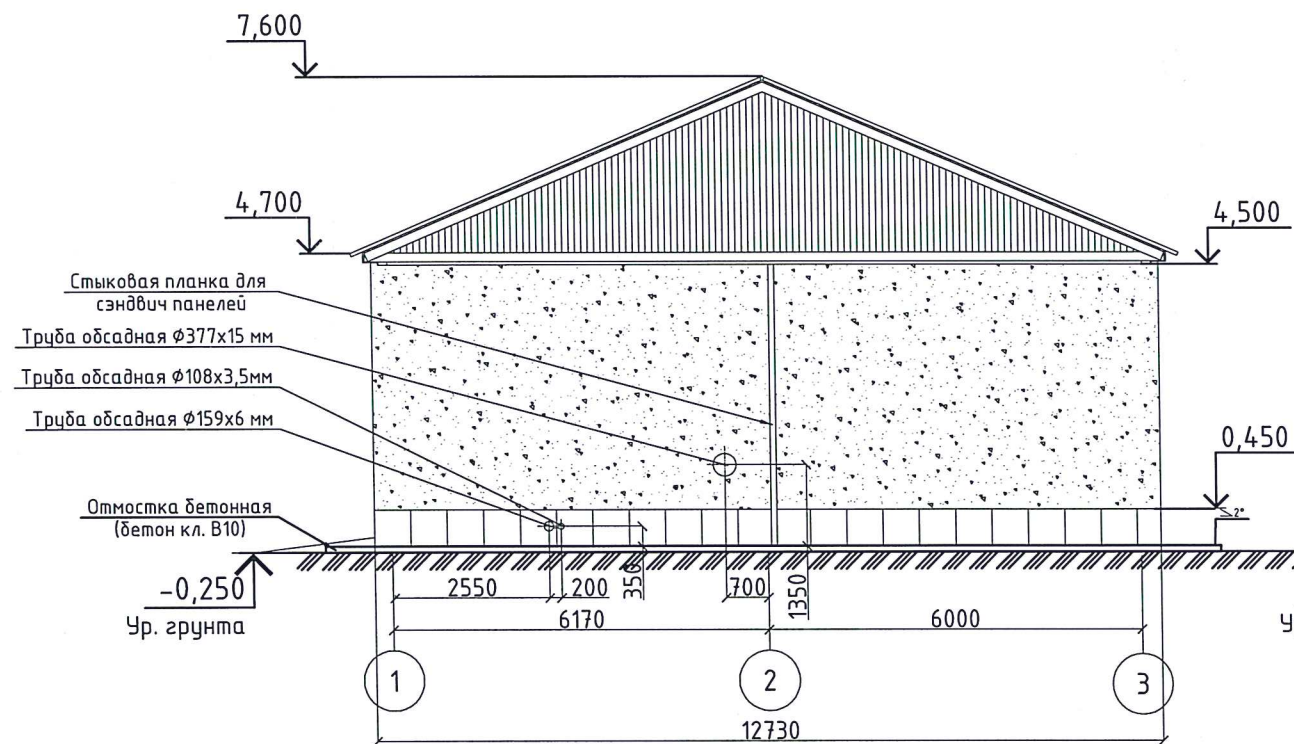 7,600
4,700
4,500
Стыковая планка для
сэндвич панелей
Труба обсадная Ф377х15 мм
Труба обсадная Ф108х3,5мм
Труба обсадная Ф159х6 мм
0,450
Отмостка бетонная
(бетон кл. В10)
2°
-0,250
Ур. грунта
2550
200
350
700
1350
6170
6000
У
1
2
3
12730